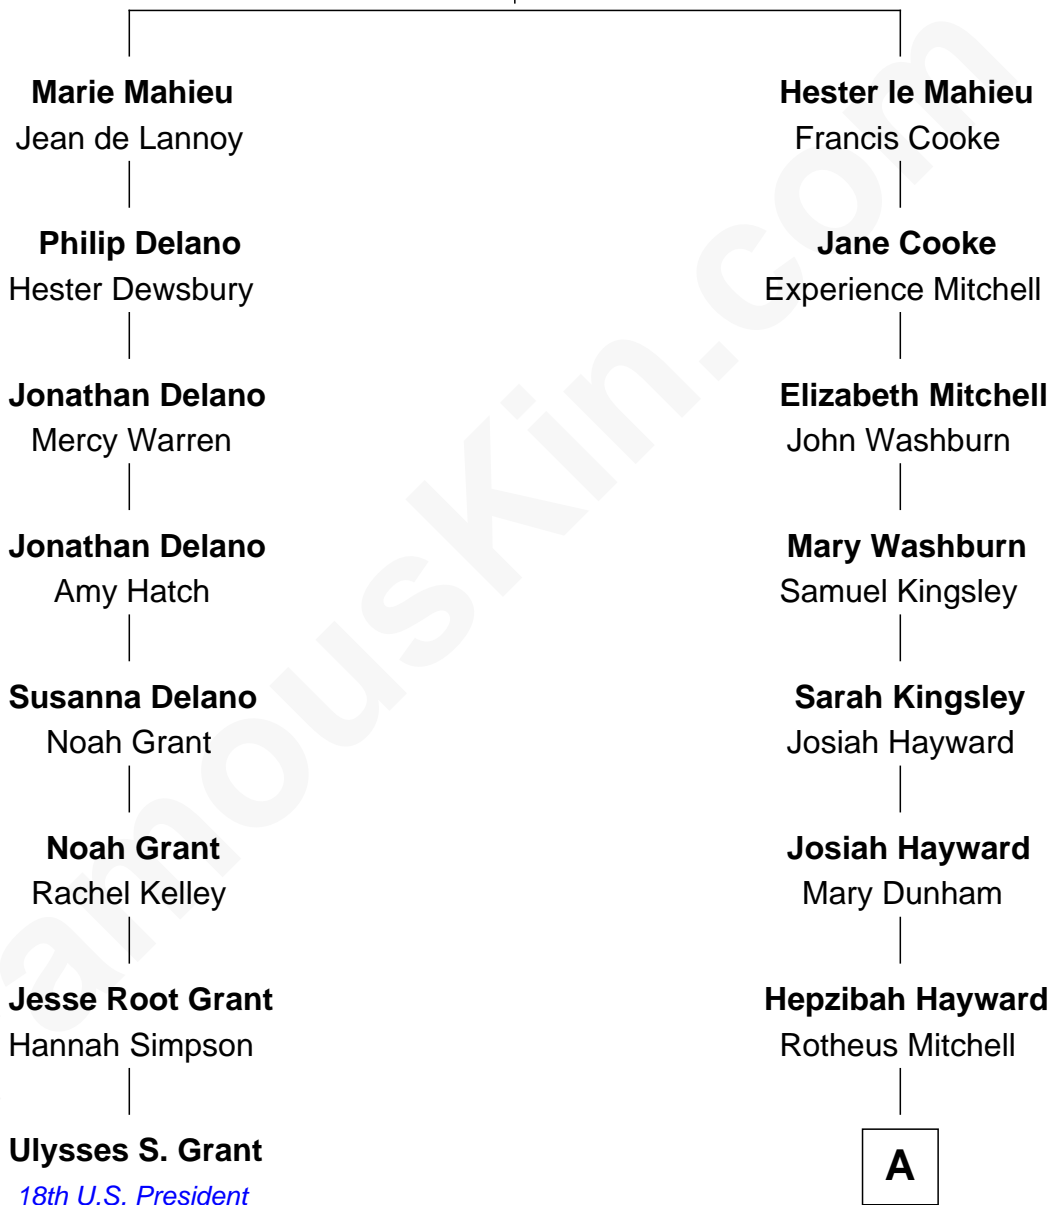 Marie Mahieu
Jean de Lannoy
Hester le Mahieu
Francis Cooke
Philip Delano
Hester Dewsbury
Jane Cooke
Experience Mitchell
Jonathan Delano
Mercy Warren
Elizabeth Mitchell
John Washburn
Jonathan Delano
Amy Hatch
Mary Washburn
Samuel Kingsley
Susanna Delano
Noah Grant
Sarah Kingsley
Josiah Hayward
Noah Grant
Rachel Kelley
Josiah Hayward
Mary Dunham
Jesse Root Grant
Hannah Simpson
Hepzibah Hayward
Rotheus Mitchell
Ulysses S. Grant
18th U.S. President
A
amousKin.com